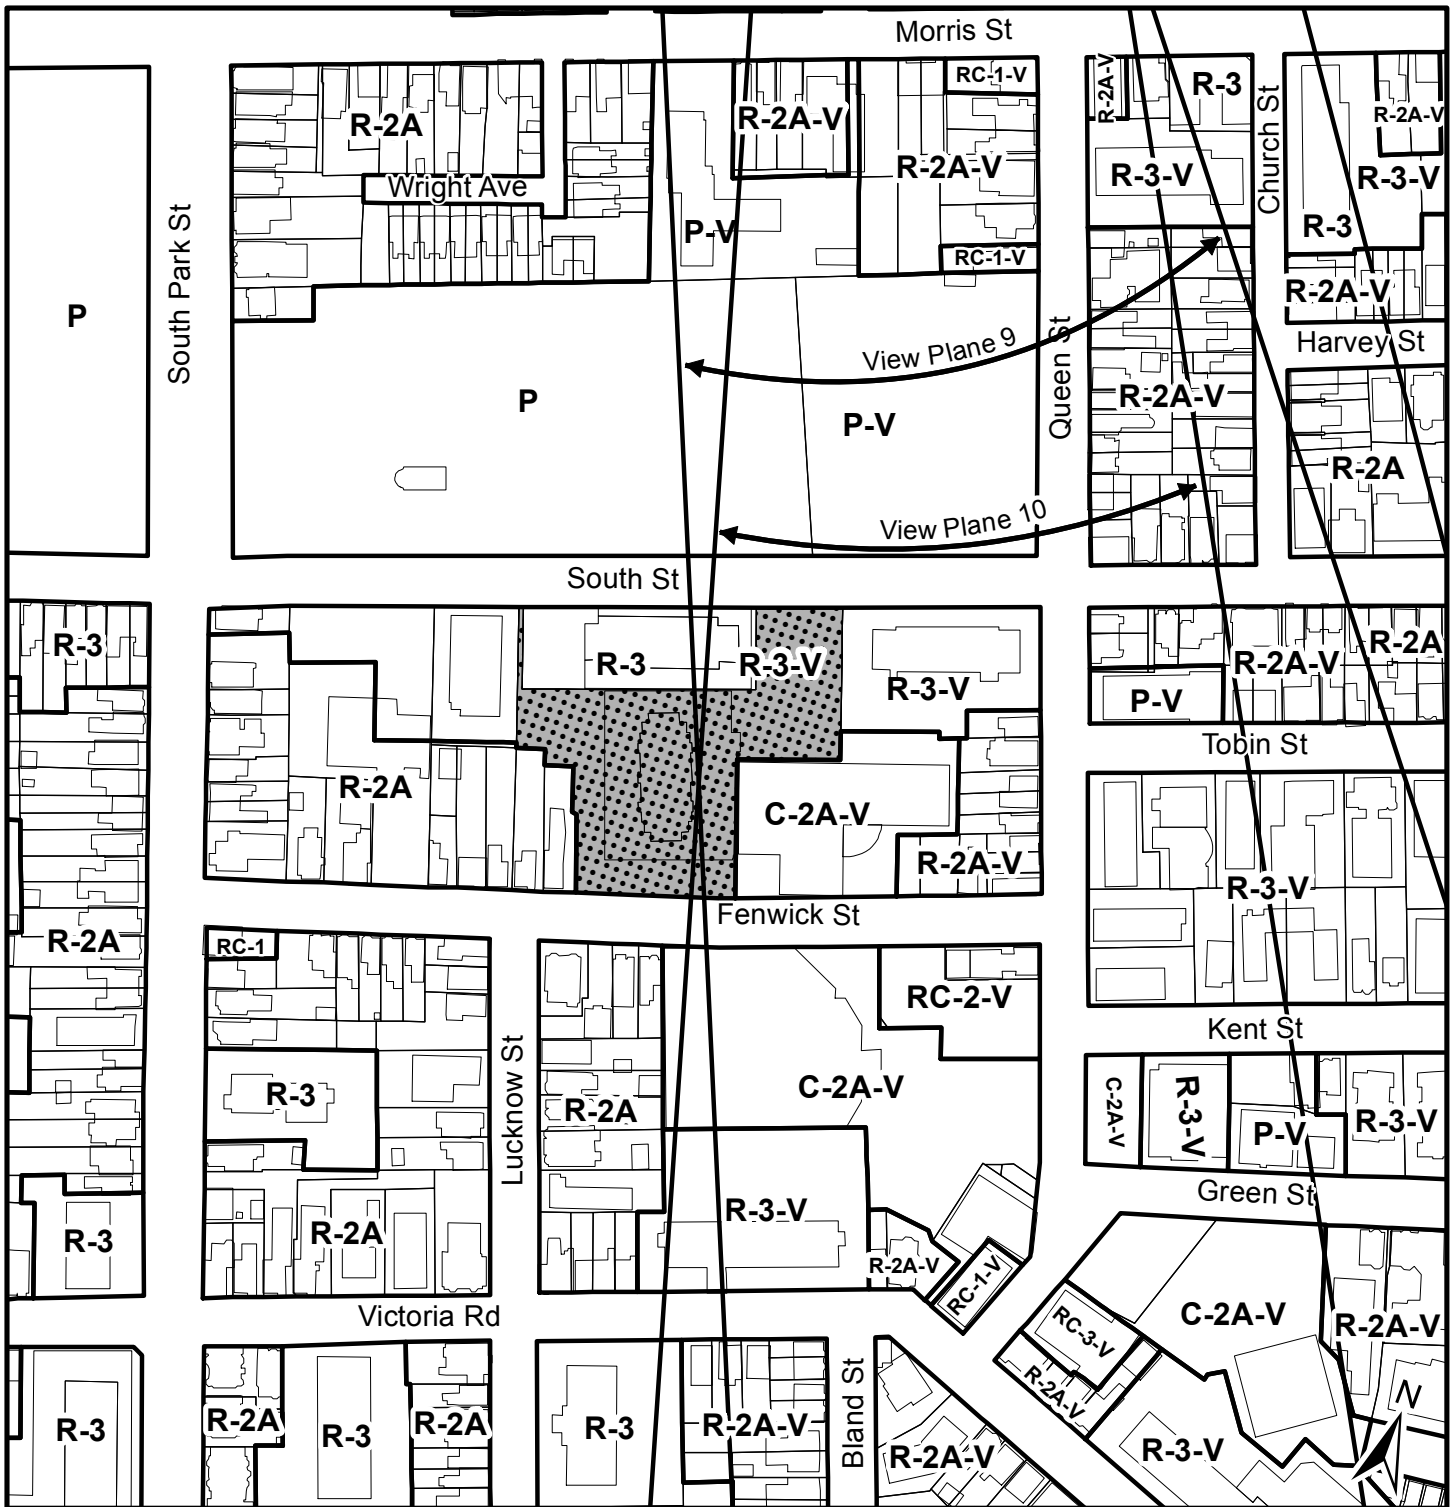 Morris St
RC-1-V
R-2A-V
R-3
R-2A
R-2A-V
R-2A-V
Church St
R-2A-V
R-3-V
R-3-V
Wright Ave
P-V
R-3
RC-1-V
R-2A-V
South Park St
P
Harvey St
View Plane 9
Queen St
R-2A-V
P
P-V
R-2A
View Plane 10
South St
R-3
R-3
R-3-V
R-3-V
R-2A-V
R-2A
P-V
Tobin St
R-2A
C-2A-V
R-2A-V
R-3-V
Fenwick St
R-2A
RC-1
RC-2-V
Kent St
Lucknow St
R-3
R-2A
C-2A-V
C-2A-V
R-3-V
P-V
R-3-V
Green St
R-3
R-2A
R-3-V
R-2A-V
RC-1-V
Victoria Rd
RC-3-V
C-2A-V
R-2A-V
R-2A-V
N
Bland St
R-3
R-2A
R-3
R-2A
R-3
R-2A-V
R-2A-V
R-3-V